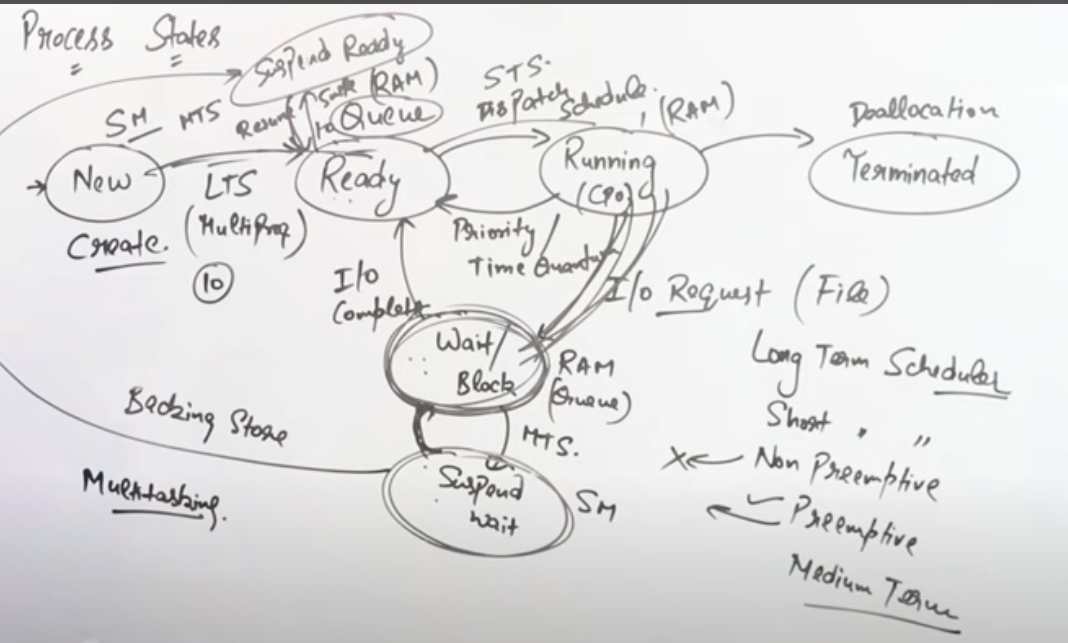 Process States
Suspend Ready
SM MTS
Resume
(RAM)
Queue
STS.
Dispatch Schedule.
(RAM)
Deallocation
New
LTS
Ready
Running
(CPU)
Terminated
Create.
(MultiProg)
10
Priority
Time Quantum
I/o
Complete
I/o Request (File)
Wait/
Block
RAM
(Queue)
Long Term Scheduler
Short " "
Backing Store
MTS.
Non Preemptive
Multitasking.
Suspend
wait
SM
Preemptive
Medium Term